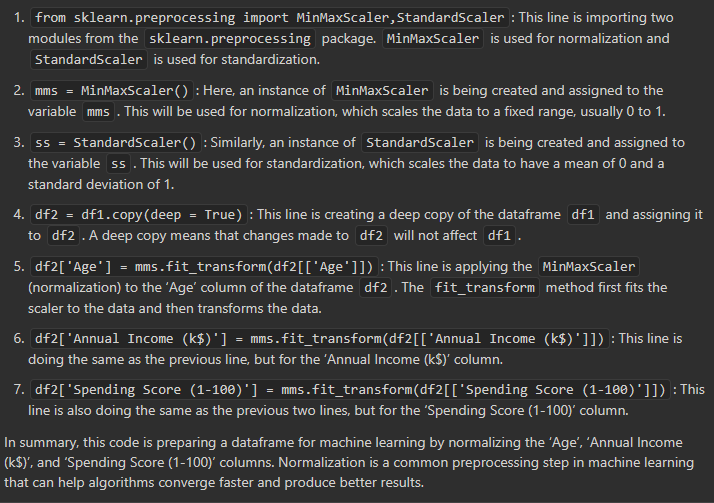 1. from sklearn.preprocessing import MinMaxScaler,StandardScaler : This line is importing two
modules from the sklearn.preprocessing package. MinMaxScaler is used for normalization and
StandardScaler is used for standardization.
2. mms = MinMaxScaler() : Here, an instance of MinMaxScaler is being created and assigned to the
variable mms . This will be used for normalization, which scales the data to a fixed range, usually 0 to 1.
3. ss = StandardScaler() : Similarly, an instance of StandardScaler is being created and assigned to
the variable ss . This will be used for standardization, which scales the data to have a mean of 0 and a
standard deviation of 1.
4. df2 = df1.copy(deep = True) : This line is creating a deep copy of the dataframe df1 and assigning it
to df2 . A deep copy means that changes made to df2 will not affect df1 .
5. df2['Age'] = mms.fit_transform(df2[['Age']]) : This line is applying the MinMaxScaler
(normalization) to the ‘Age’ column of the dataframe df2 . The fit_transform method first fits the
scaler to the data and then transforms the data.
6. df2['Annual Income (k$)'] = mms.fit_transform(df2[['Annual Income (k$)']]) : This line is
doing the same as the previous line, but for the ‘Annual Income (k$)’ column.
7. df2['Spending Score (1-100)'] = mms.fit_transform(df2[['Spending Score (1-100)']]) : This
line is also doing the same as the previous two lines, but for the ‘Spending Score (1-100)’ column.
In summary, this code is preparing a dataframe for machine learning by normalizing the ‘Age’, ‘Annual Income
(k$)’, and ‘Spending Score (1-100)’ columns. Normalization is a common preprocessing step in machine learning
that can help algorithms converge faster and produce better results.